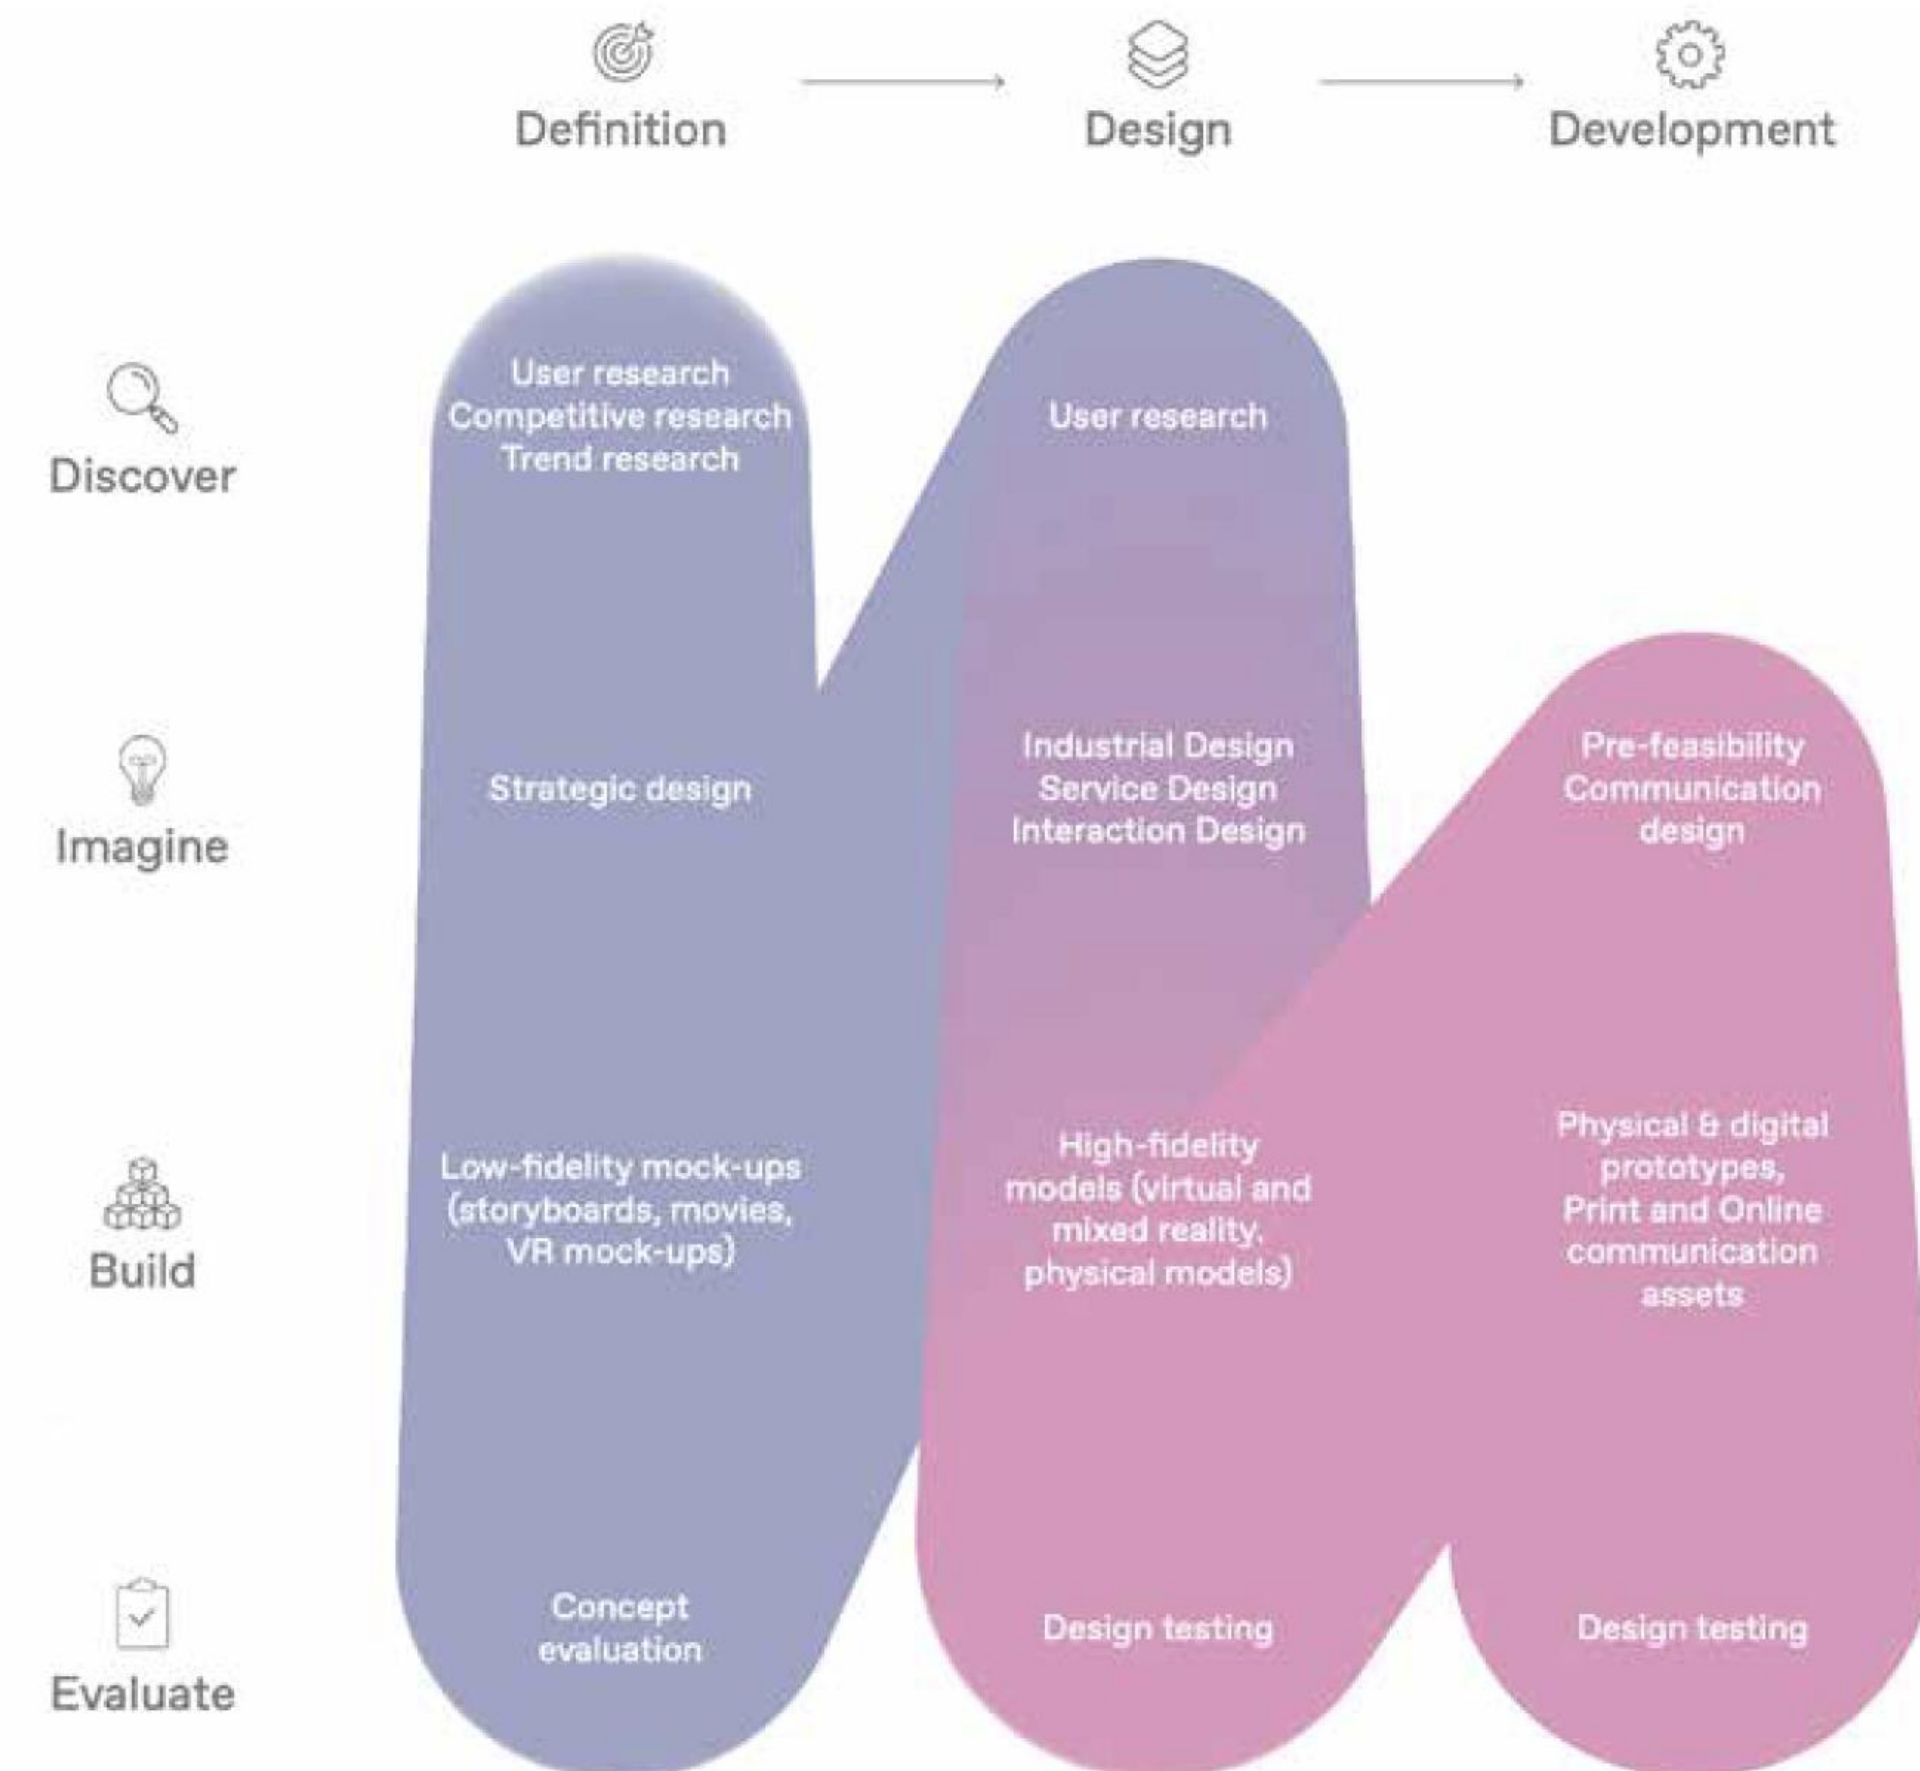 Definition
Design
Development
Discover
User research
Competitive research
Trend research
User research
Imagine
Strategic design
Industrial Design
Service Design
Interaction Design
Pre-feasibility
Communication
design
Build
Low-fidelity mock-ups
(storyboards, movies,
VR mock-ups)
High-fidelity
models (virtual and
mixed reality,
physical models)
Physical & digital
prototypes,
Print and Online
communication
assets
Evaluate
Concept
evaluation
Design testing
Design testing